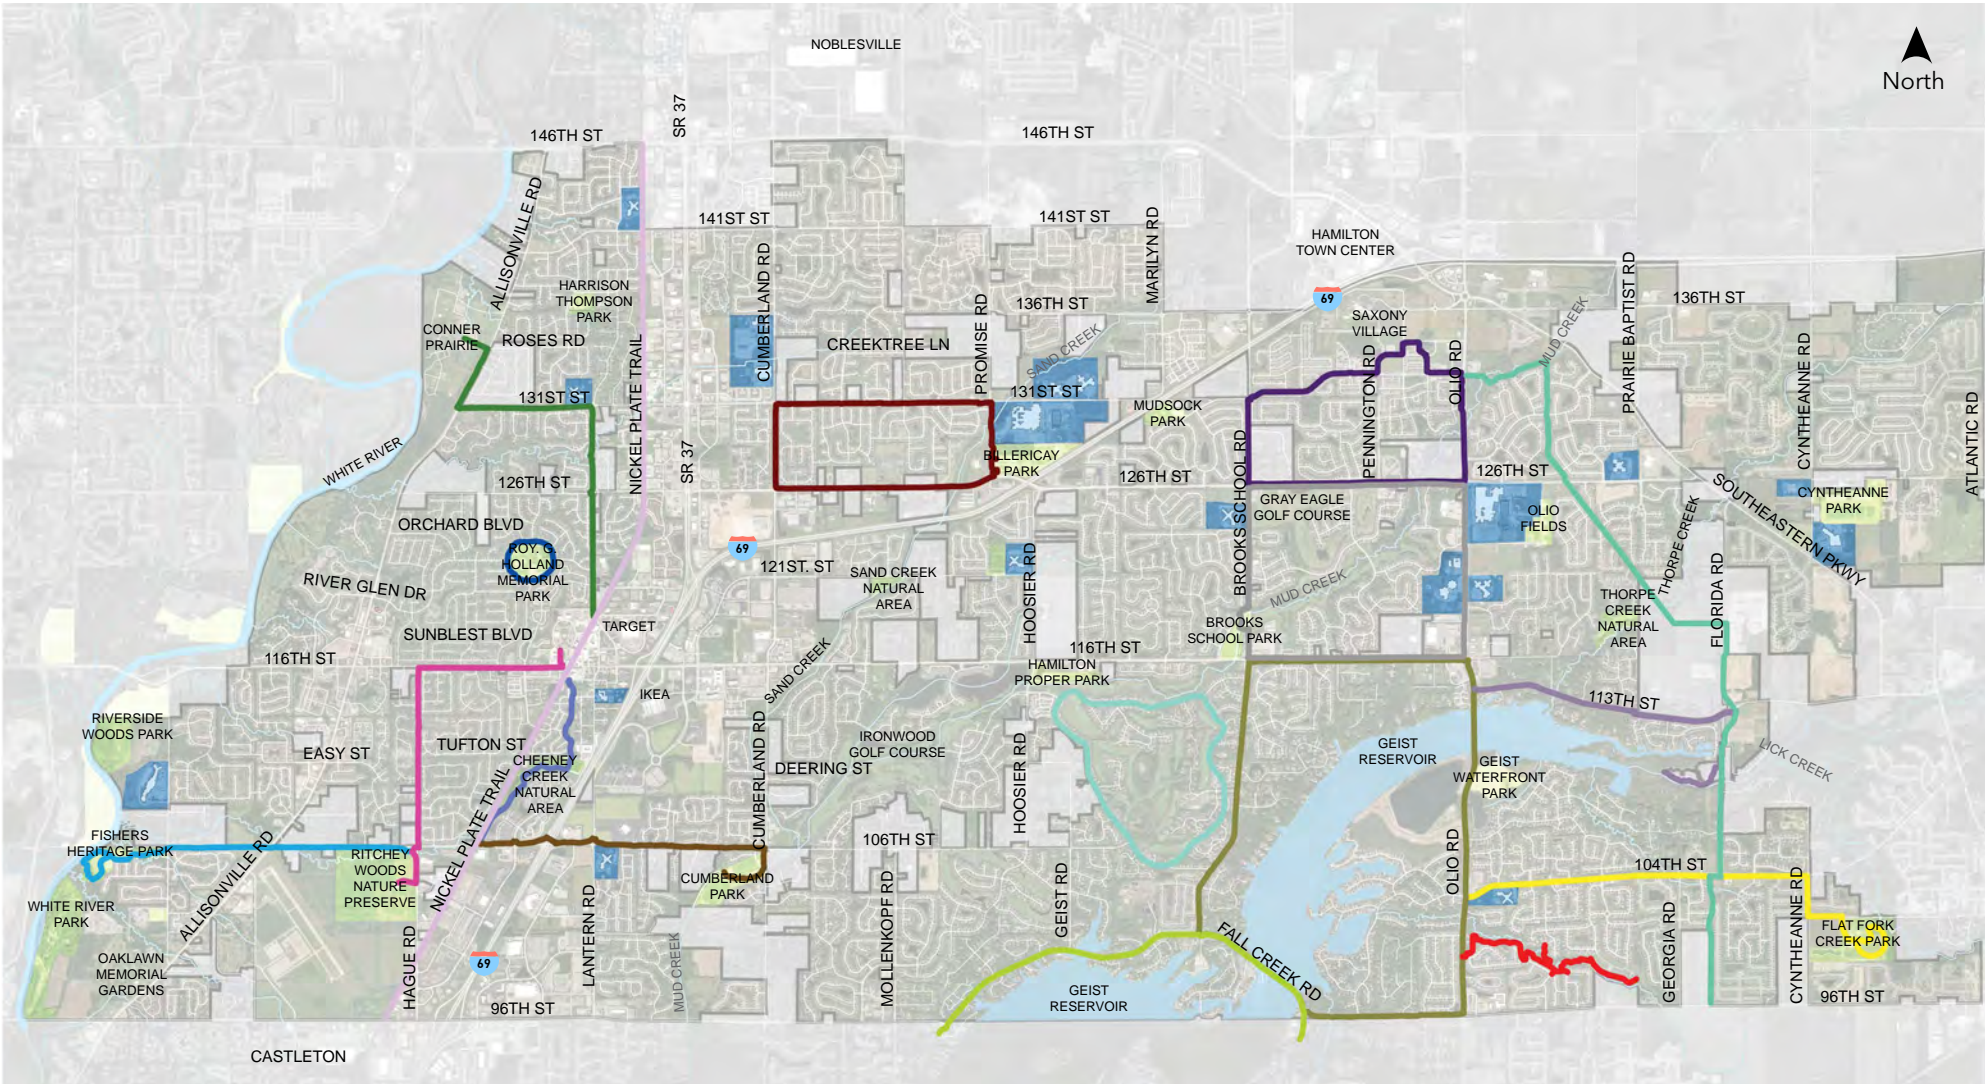 NOBLESVILLE
North
SR 37
146TH ST
146TH ST
ALLISONVILLE RD
141ST ST
141ST ST
MARILYN RD
HAMILTON
TOWN CENTER
CUMBERLAND RD
HARRISON
THOMPSON
PARK
136TH ST
69
136TH ST
PRAIRIE BAPTIST RD
PROMISE RD
SAXONY
VILLAGE
MUD CREEK
CONNER
PRAIRIE
ROSES RD
CREEKTREE LN
SAND CREEK
NICKEL PLATE TRAIL
PENNINGTON RD
OLIO RD
CYNTHEANNE RD
131ST ST
131ST ST
MUDSOCK
PARK
ATLANTIC RD
WHITE RIVER
SR 37
BILLERICAY
PARK
126TH ST
BROOKS SCHOOL RD
126TH ST
126TH ST
GRAY EAGLE
GOLF COURSE
OLIO
FIELDS
SOUTHEASTERN PKWY
CYNTHEANNE
PARK
ORCHARD BLVD
ROY. G.
HOLLAND
MEMORIAL
PARK
69
121ST. ST
SAND CREEK
NATURAL
AREA
HOOSIER RD
MUD CREEK
THORPE CREEK
FLORIDA RD
RIVER GLEN DR
THORPE
CREEK
NATURAL
AREA
SUNBLEST BLVD
TARGET
BROOKS
SCHOOL PARK
116TH ST
116TH ST
HAMILTON
PROPER PARK
SAND CREEK
IKEA
113TH ST
RIVERSIDE
WOODS PARK
EASY ST
TUFTON ST
CHEENEY
CREEK
NATURAL
AREA
CUMBERLAND RD
DEERING ST
IRONWOOD
GOLF COURSE
HOOSIER RD
GEIST
RESERVOIR
GEIST
WATERFRONT
PARK
LICK CREEK
NICKEL PLATE TRAIL
FISHERS
HERITAGE PARK
ALLISONVILLE RD
RITCHEY
WOODS
NATURE
PRESERVE
106TH ST
OLIO RD
104TH ST
CUMBERLAND
PARK
WHITE RIVER
PARK
LANTERN RD
MOLLENKOPF RD
GEIST RD
GEORGIA RD
CYNTHEANNE RD
FLAT FORK
CREEK PARK
FALL CREEK RD
OAKLAWN
MEMORIAL
GARDENS
HAGUE RD
69
MUD CREEK
96TH ST
GEIST
RESERVOIR
96TH ST
CASTLETON